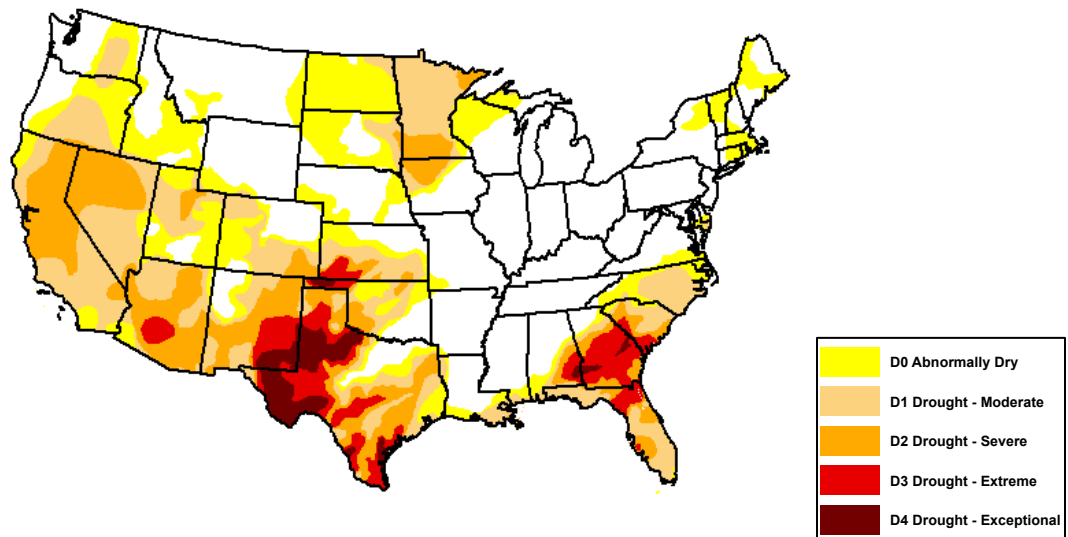 D0 Abnormally Dry
D1 Drought - Moderate
D2 Drought - Severe
D3 Drought - Extreme
D4 Drought - Exceptional